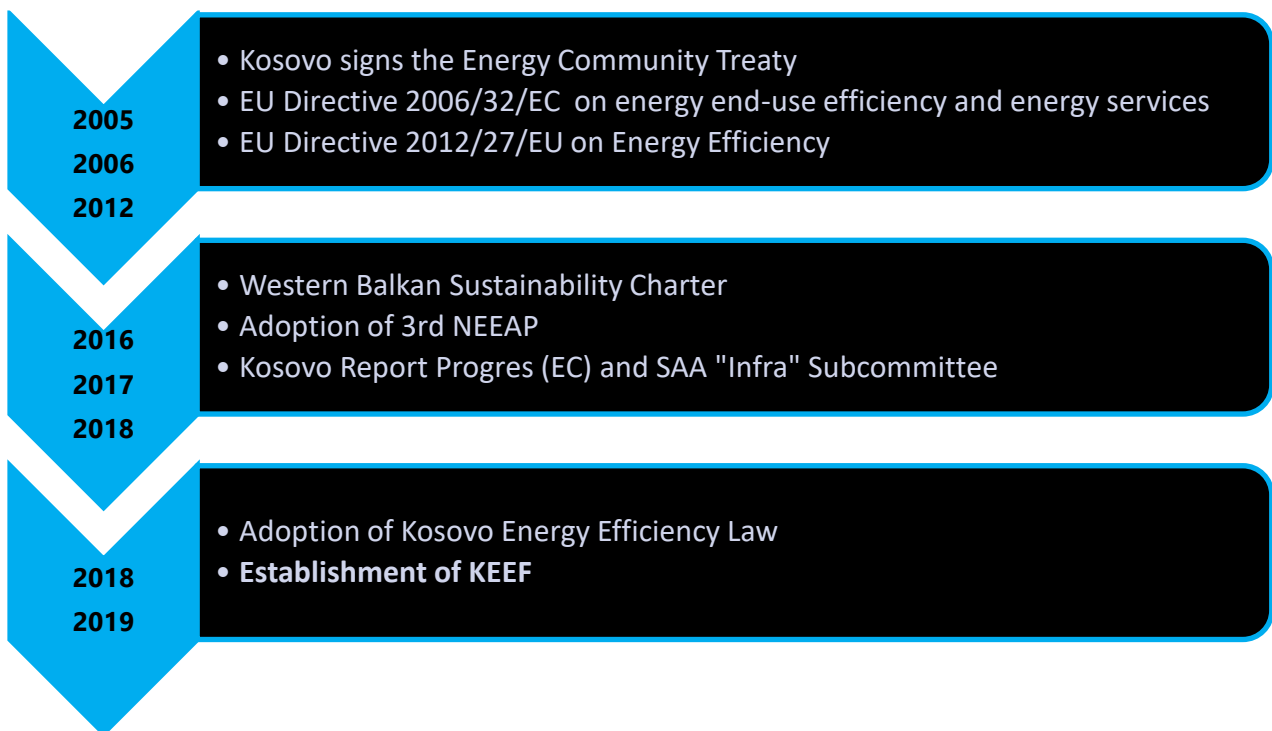 2005
2006
2012
• Kosovo signs the Energy Community Treaty
• EU Directive 2006/32/EC on energy end-use efficiency and energy services
• EU Directive 2012/27/EU on Energy Efficiency
2016
2017
2018
• Western Balkan Sustainability Charter
• Adoption of 3rd NEEAP
• Kosovo Report Progres (EC) and SAA "Infra" Subcommittee
2018
2019
• Adoption of Kosovo Energy Efficiency Law
• Establishment of KEEF